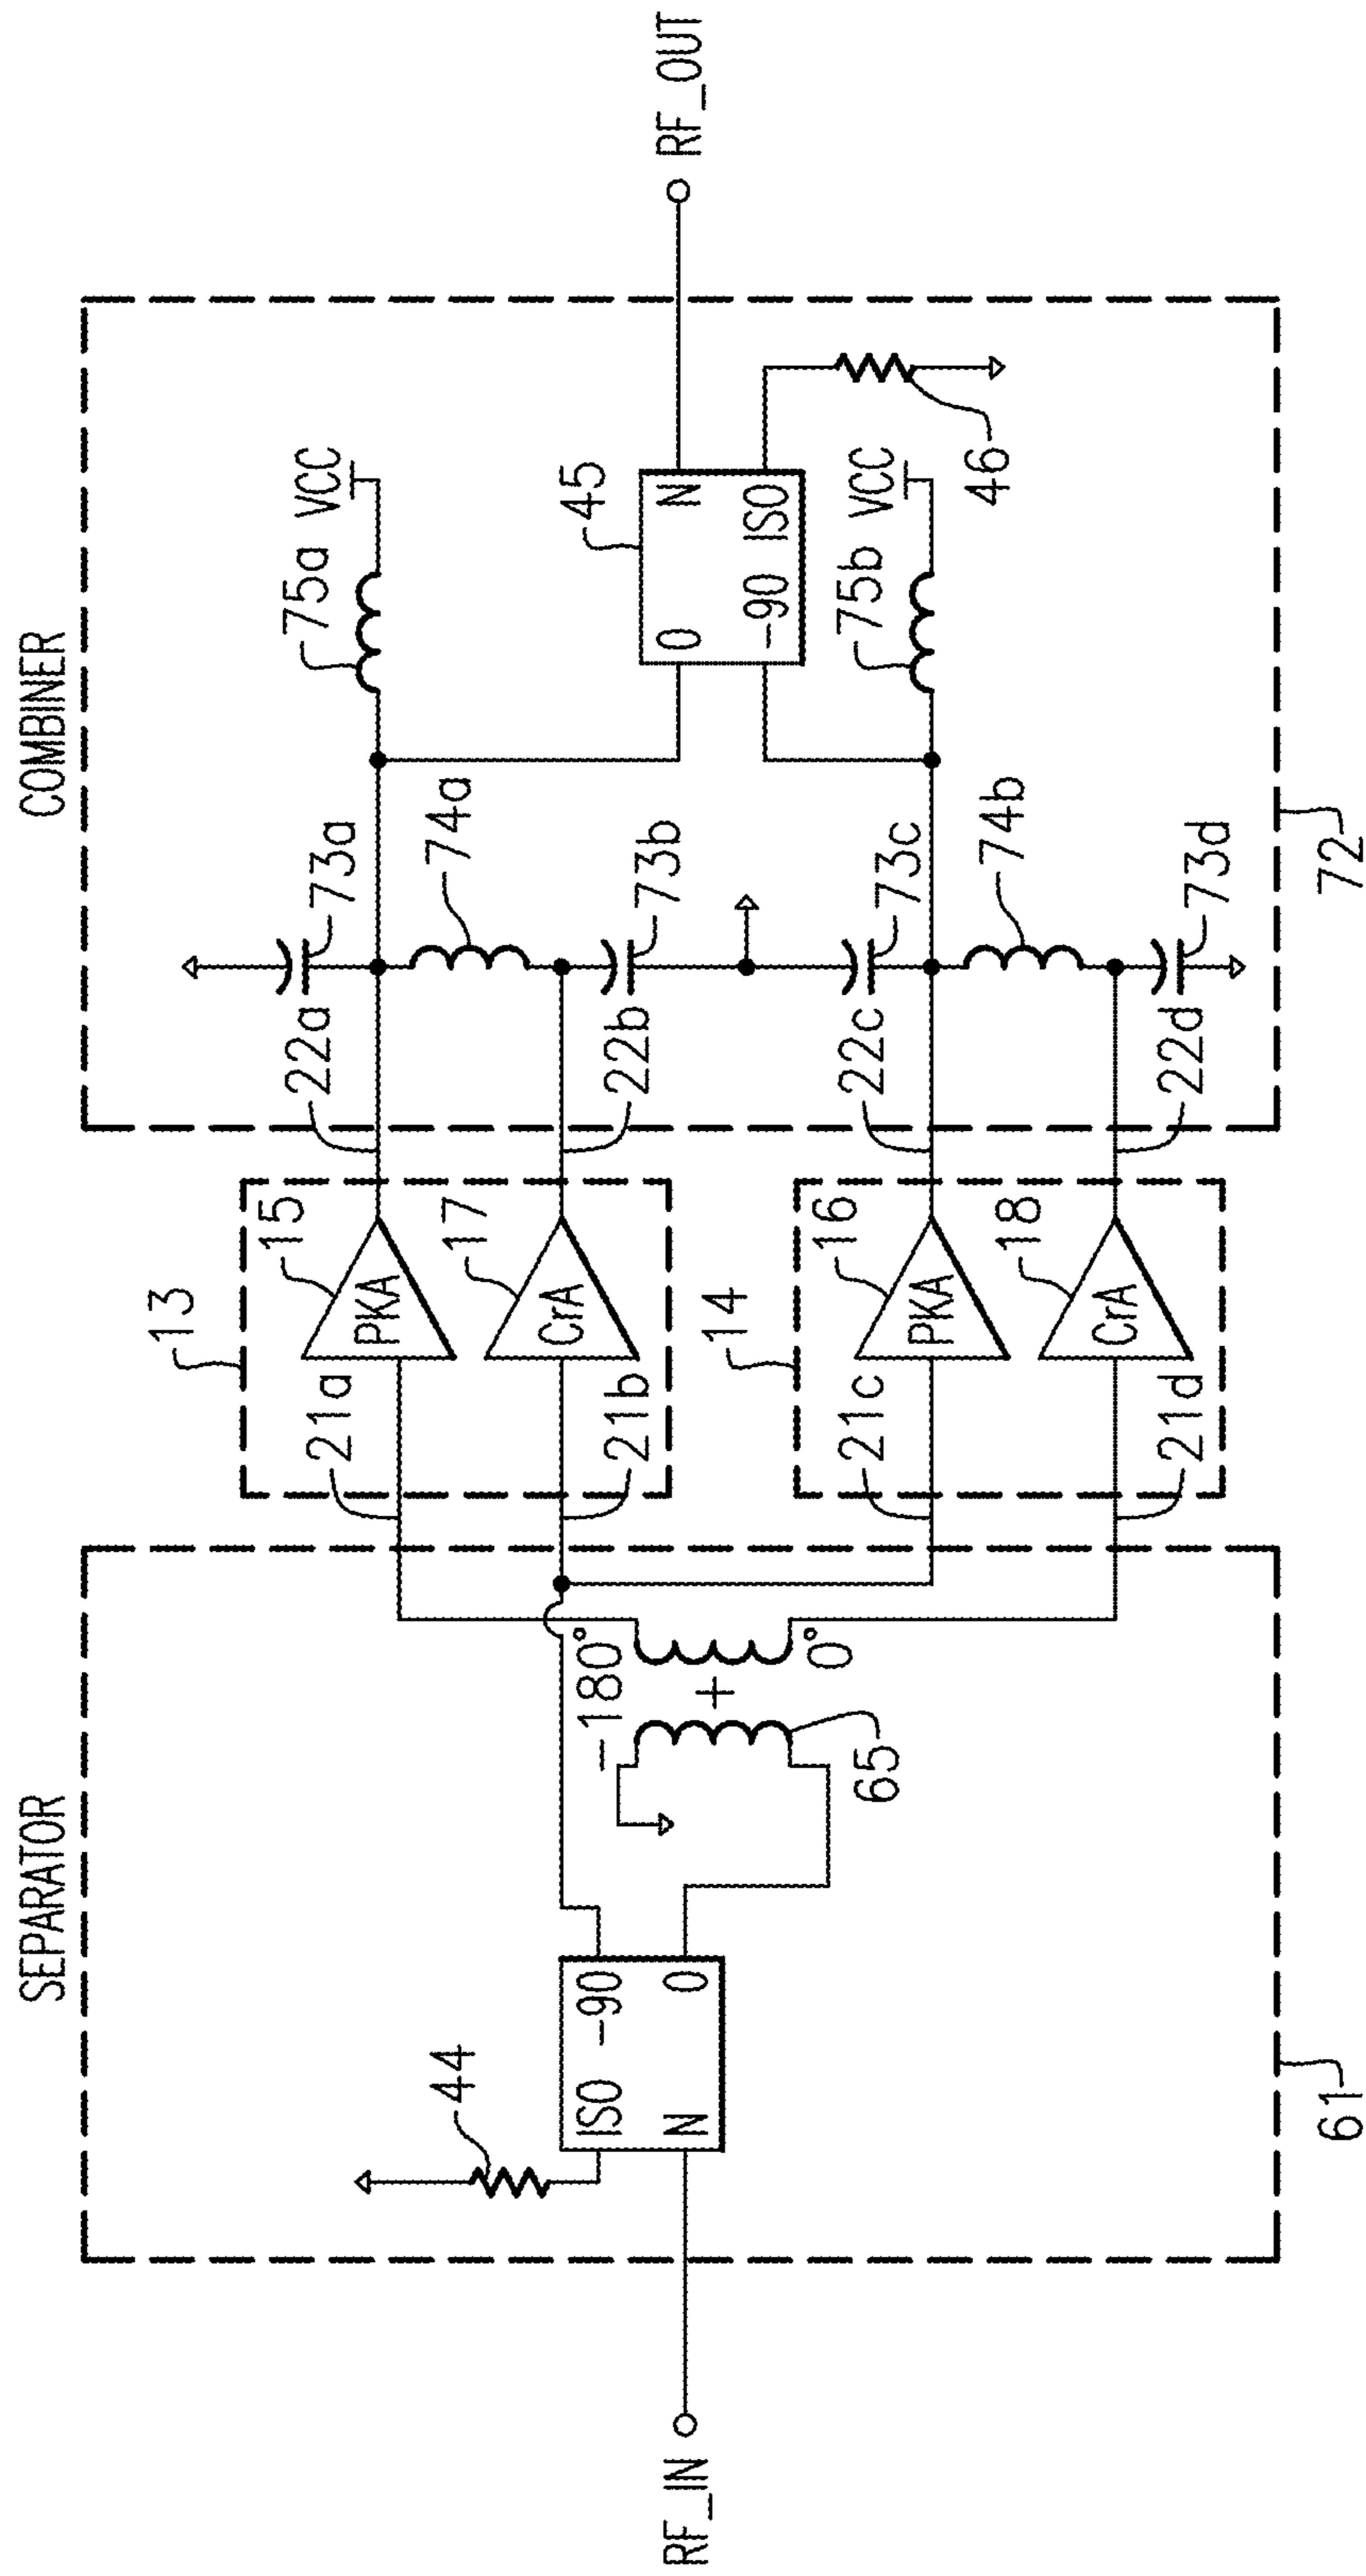 SEPARATOR
COMBINER
RF_IN
44
ISO -90
N 0
-180°
+
0°
65
61
13
21a
PKA
15
21b
CrA
17
14
21c
PKA
16
21d
CrA
18
22a
73a
22b
73b
22c
73c
22d
73d
74a
74b
75a
VCC
45
0 N
-90 ISO
75b
VCC
46
72
RF_OUT